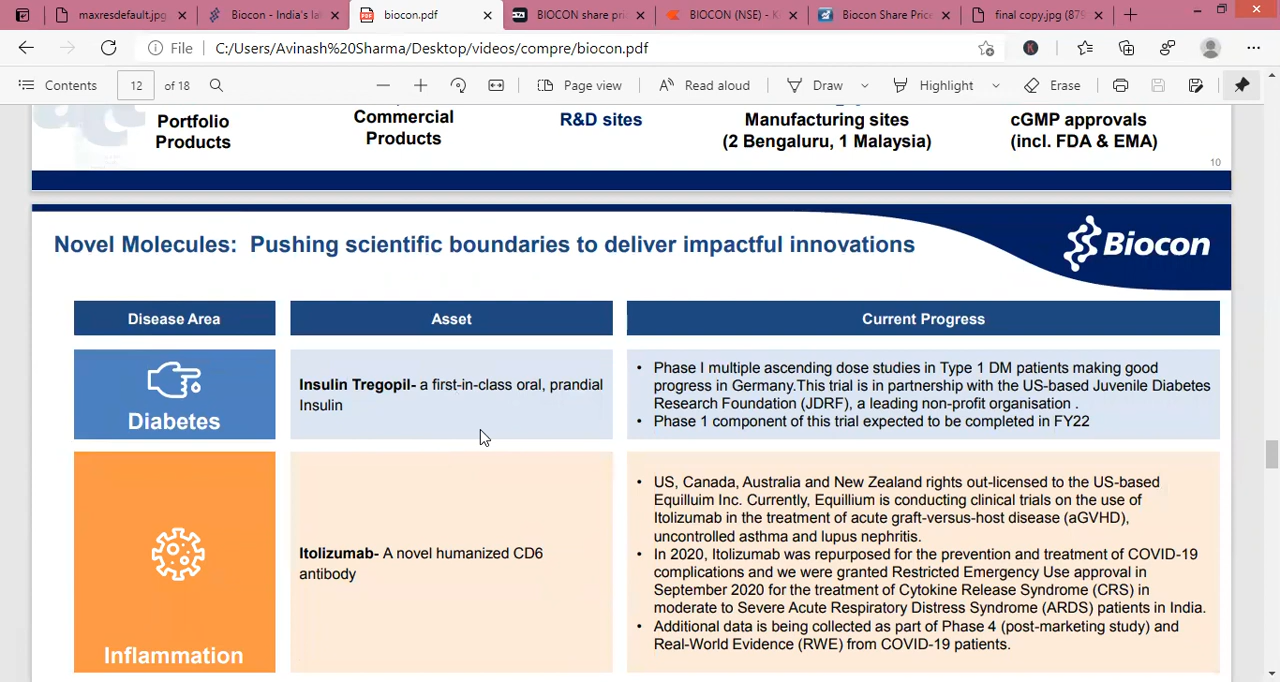 maxresdefault.jpg
Biocon - India's la
biocon.pdf
BIOCON share pri
BIOCON (NSE) - K
Biocon Share Price
final copy.jpg (879
File
C:/Users/Avinash%20Sharma/Desktop/videos/compre/biocon.pdf
K
Contents
12
of 18
Page view
Read aloud
Draw
Highlight
Erase
Portfolio
Products
Commercial
Products
R&D sites
Manufacturing sites
(2 Bengaluru, 1 Malaysia)
cGMP approvals
(incl. FDA & EMA)
10
Novel Molecules: Pushing scientific boundaries to deliver impactful innovations
Biocon
Disease Area
Asset
Current Progress
Diabetes
Insulin Tregopil- a first-in-class oral, prandial
Insulin
• Phase I multiple ascending dose studies in Type 1 DM patients making good
progress in Germany.This trial is in partnership with the US-based Juvenile Diabetes
Research Foundation (JDRF), a leading non-profit organisation .
• Phase 1 component of this trial expected to be completed in FY22
Inflammation
Itolizumab- A novel humanized CD6
antibody
• US, Canada, Australia and New Zealand rights out-licensed to the US-based
Equilluim Inc. Currently, Equillium is conducting clinical trials on the use of
Itolizumab in the treatment of acute graft-versus-host disease (aGVHD),
uncontrolled asthma and lupus nephritis.
• In 2020, Itolizumab was repurposed for the prevention and treatment of COVID-19
complications and we were granted Restricted Emergency Use approval in
September 2020 for the treatment of Cytokine Release Syndrome (CRS) in
moderate to Severe Acute Respiratory Distress Syndrome (ARDS) patients in India.
• Additional data is being collected as part of Phase 4 (post-marketing study) and
Real-World Evidence (RWE) from COVID-19 patients.